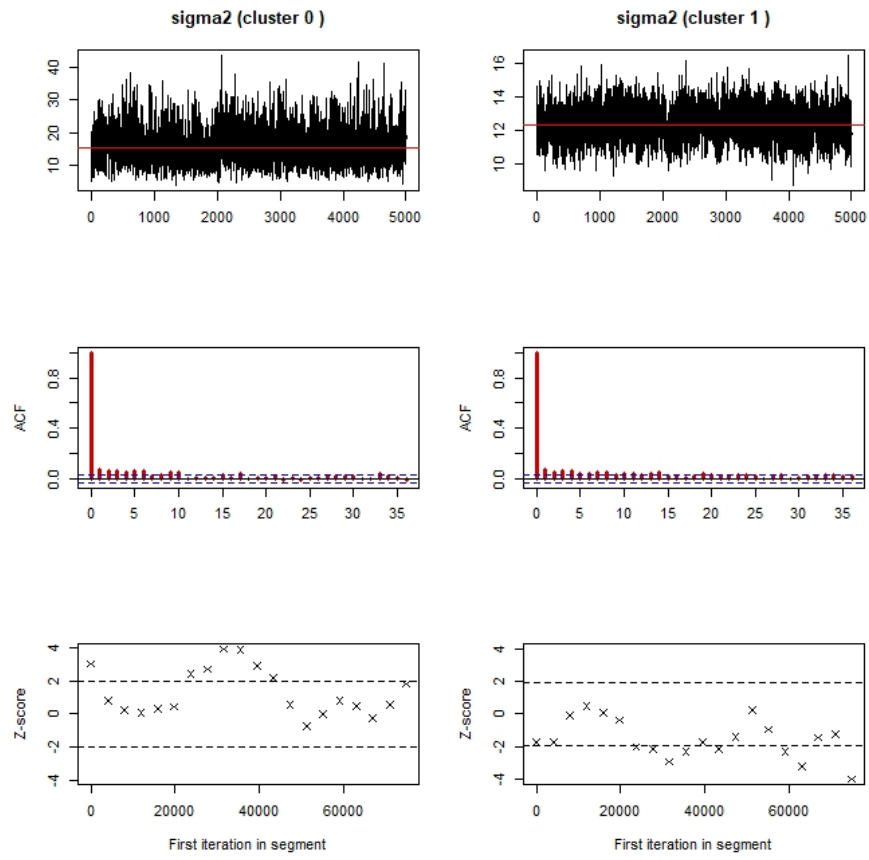 sigma2 (cluster 0 )
sigma2 (cluster 1 )
40
30
20
10
0 1000 2000 3000 4000 5000
16
14
12
10
0 1000 2000 3000 4000 5000
ACF
0.8
0.4
0.0
0 5 10 15 20 25 30 35
ACF
0.8
0.4
0.0
0 5 10 15 20 25 30 35
Z-score
4
2
0
-2
-4
0 20000 40000 60000
First iteration in segment
Z-score
4
2
0
-2
-4
0 20000 40000 60000
First iteration in segment